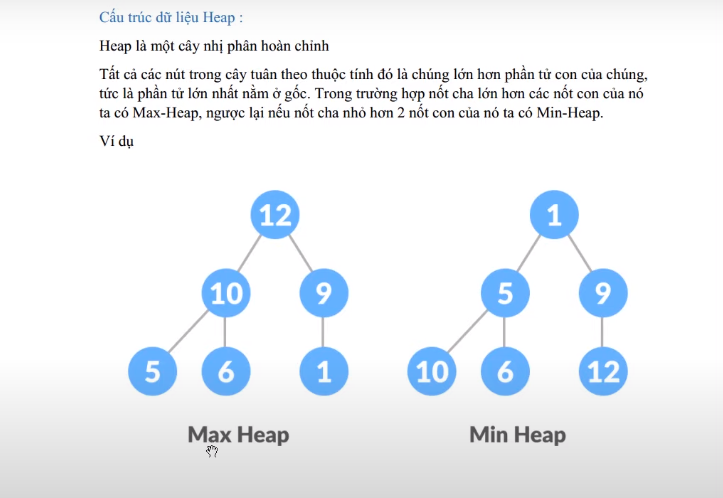 Cấu trúc dữ liệu Heap :
Heap là một cây nhị phân hoàn chỉnh
Tất cả các nút trong cây tuân theo thuộc tính đó là chúng lớn hơn phần tử con của chúng,
tức là phần tử lớn nhất nằm ở gốc. Trong trường hợp nốt cha lớn hơn các nốt con của nó
ta có Max-Heap, ngược lại nếu nốt cha nhỏ hơn 2 nốt con của nó ta có Min-Heap.
Ví dụ
12
10 9
5 6 1
Max Heap
1
5 9
10 6 12
Min Heap